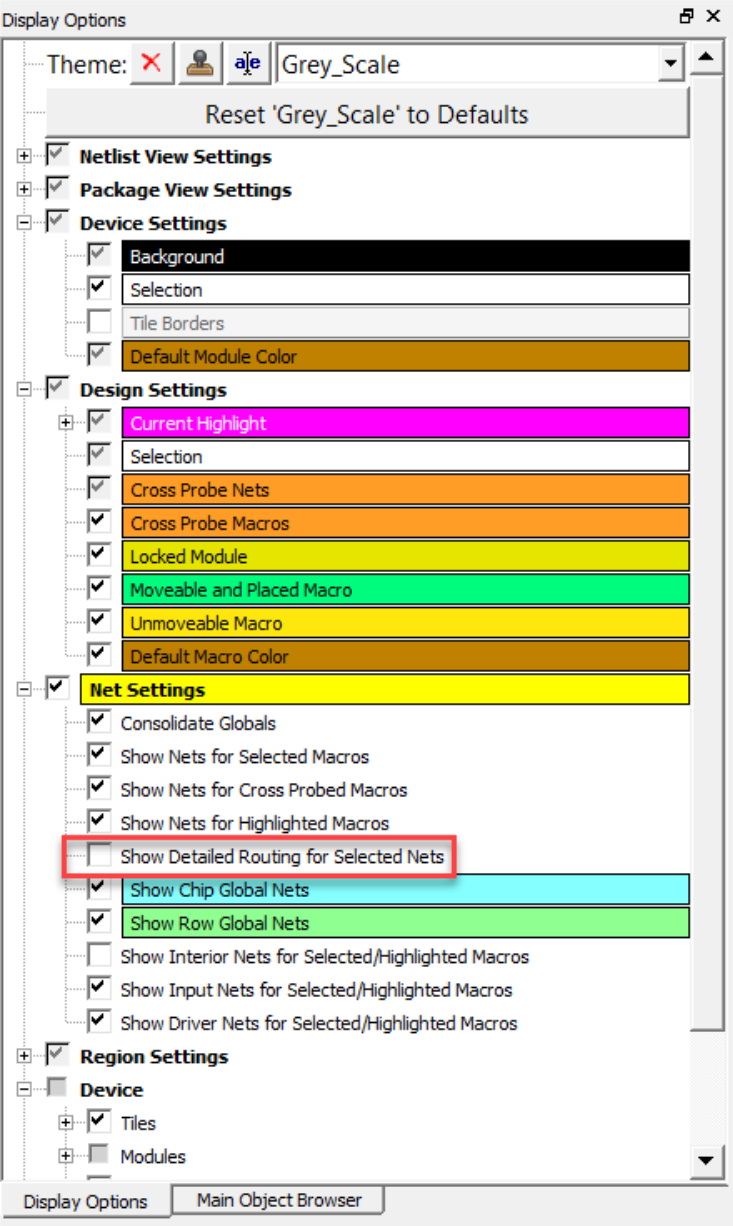 Display Options
Theme: aIe Grey_Scale
Reset 'Grey_Scale' to Defaults
Netlist View Settings
Package View Settings
Device Settings
Background
Selection
Tile Borders
Default Module Color
Design Settings
Current Highlight
Selection
Cross Probe Nets
Cross Probe Macros
Locked Module
Moveable and Placed Macro
Unmoveable Macro
Default Macro Color
Net Settings
Consolidate Globals
Show Nets for Selected Macros
Show Nets for Cross Probed Macros
Show Nets for Highlighted Macros
Show Detailed Routing for Selected Nets
Show Chip Global Nets
Show Row Global Nets
Show Interior Nets for Selected/Highlighted Macros
Show Input Nets for Selected/Highlighted Macros
Show Driver Nets for Selected/Highlighted Macros
Region Settings
Device
Tiles
Modules
Display Options Main Object Browser